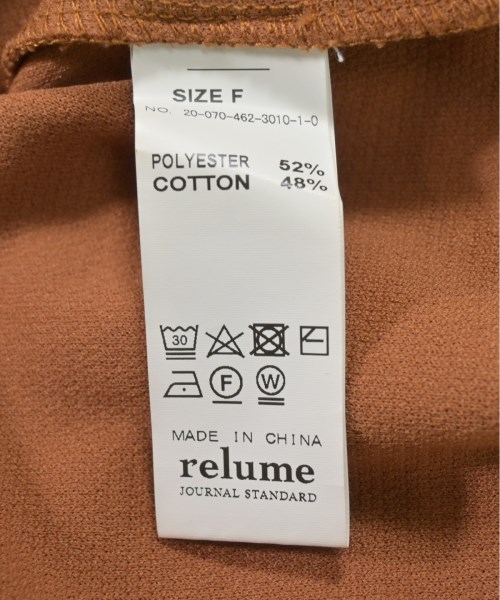 SIZE F
NO. 20-070-462-3010-1-0
POLYESTER 52%
COTTON 48%
30
F W
MADE IN CHINA
relume
JOURNAL STANDARD